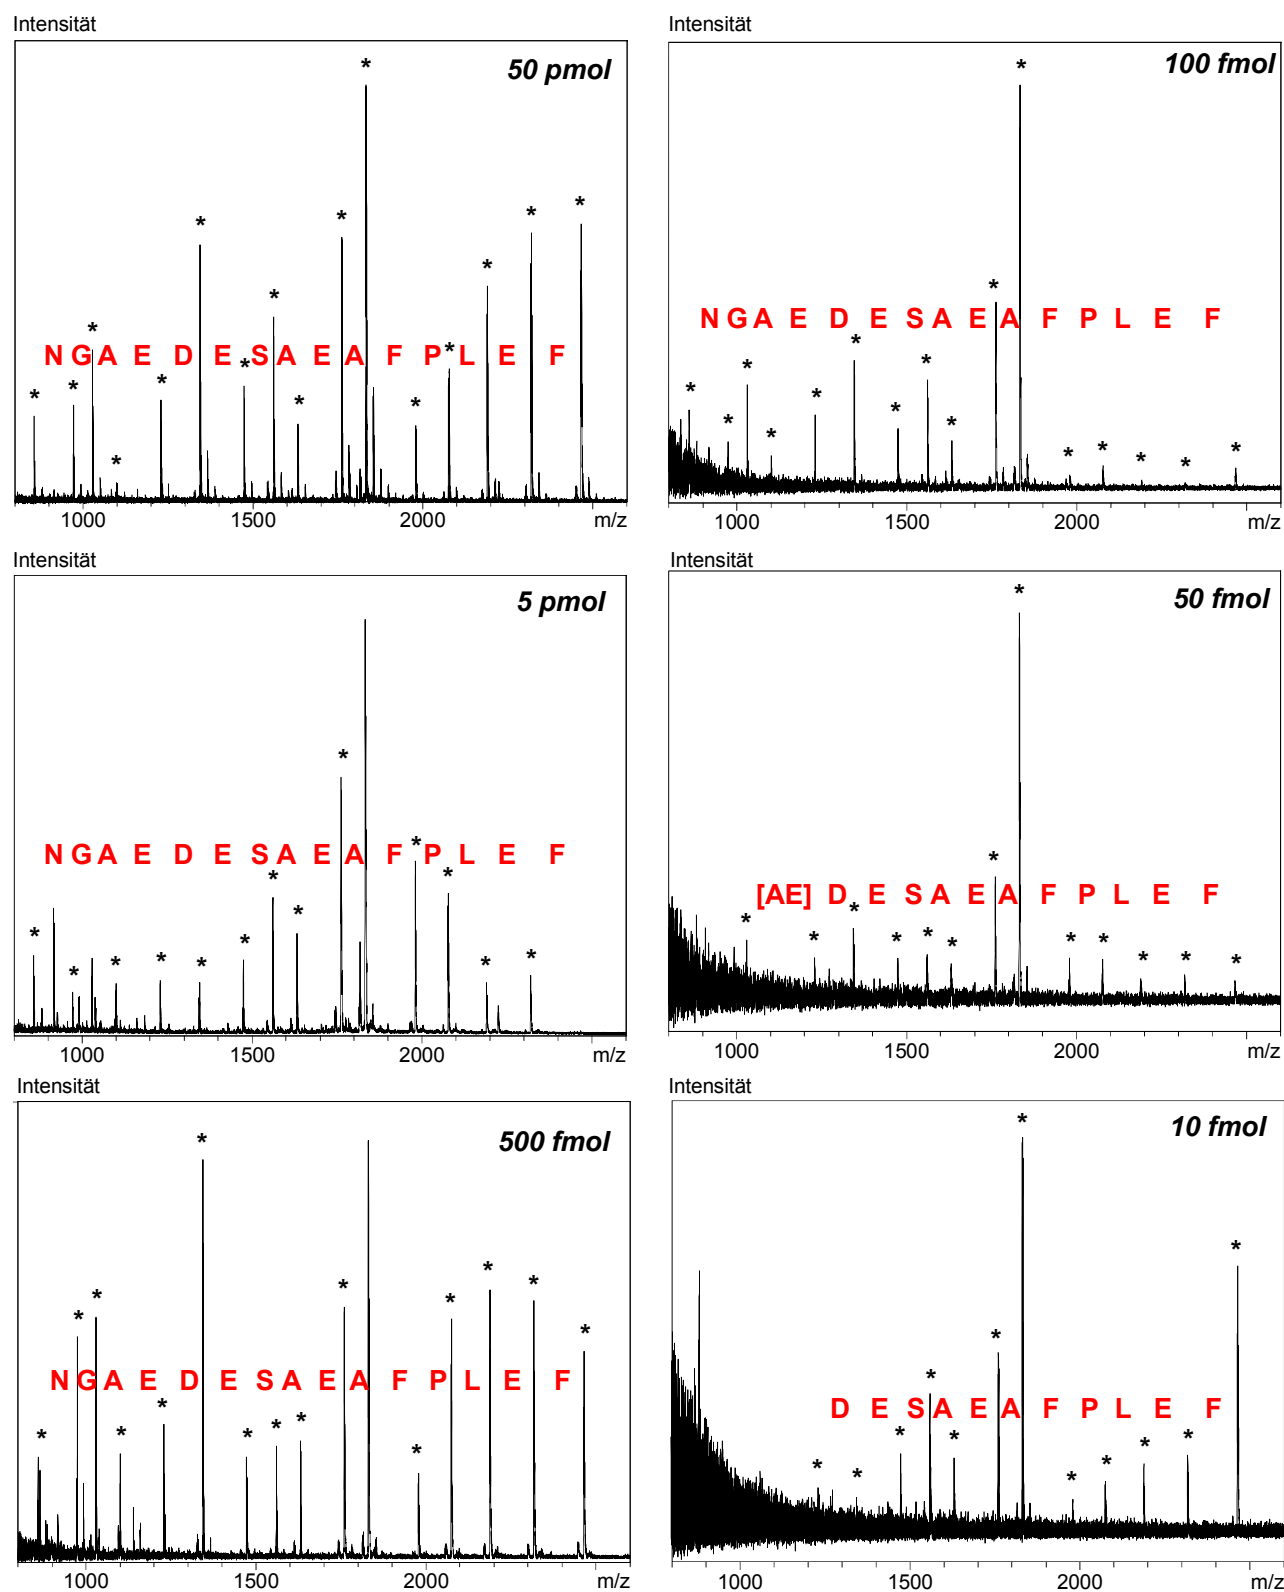 Intensität
50 pmol
* * * * * * * * * * * * * * * *
N G A E D E S A E A F P L E F
1000 1500 2000 m/z
Intensität
100 fmol
* * * * * * * * * * * * * * * *
N G A E D E S A E A F P L E F
1000 1500 2000 m/z
Intensität
5 pmol
* * * * * * * * * * * * *
N G A E D E S A E A F P L E F
1000 1500 2000 m/z
Intensität
50 fmol
* * * * * * * * * * * * *
[AE] D E S A E A F P L E F
1000 1500 2000 m/z
Intensität
500 fmol
* * * * * * * * * * * * * * *
N G A E D E S A E A F P L E F
1000 1500 2000 m/z
Intensität
10 fmol
* * * * * * * * * * * *
D E S A E A F P L E F
1000 1500 2000 m/z